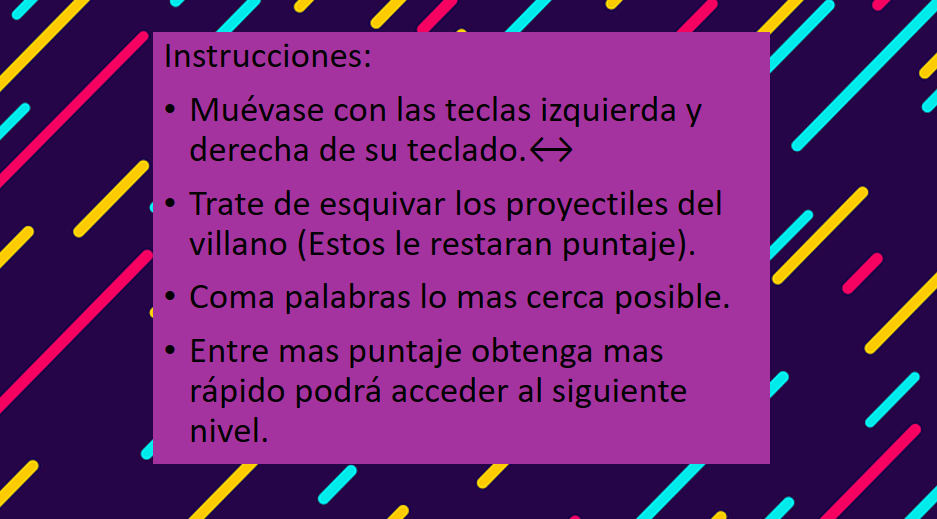 Instrucciones:
• Muévase con las teclas izquierda y
derecha de su teclado.↔
• Trate de esquivar los proyectiles del
villano (Estos le restaran puntaje).
• Coma palabras lo mas cerca posible.
• Entre mas puntaje obtenga mas
rápido podrá acceder al siguiente
nivel.